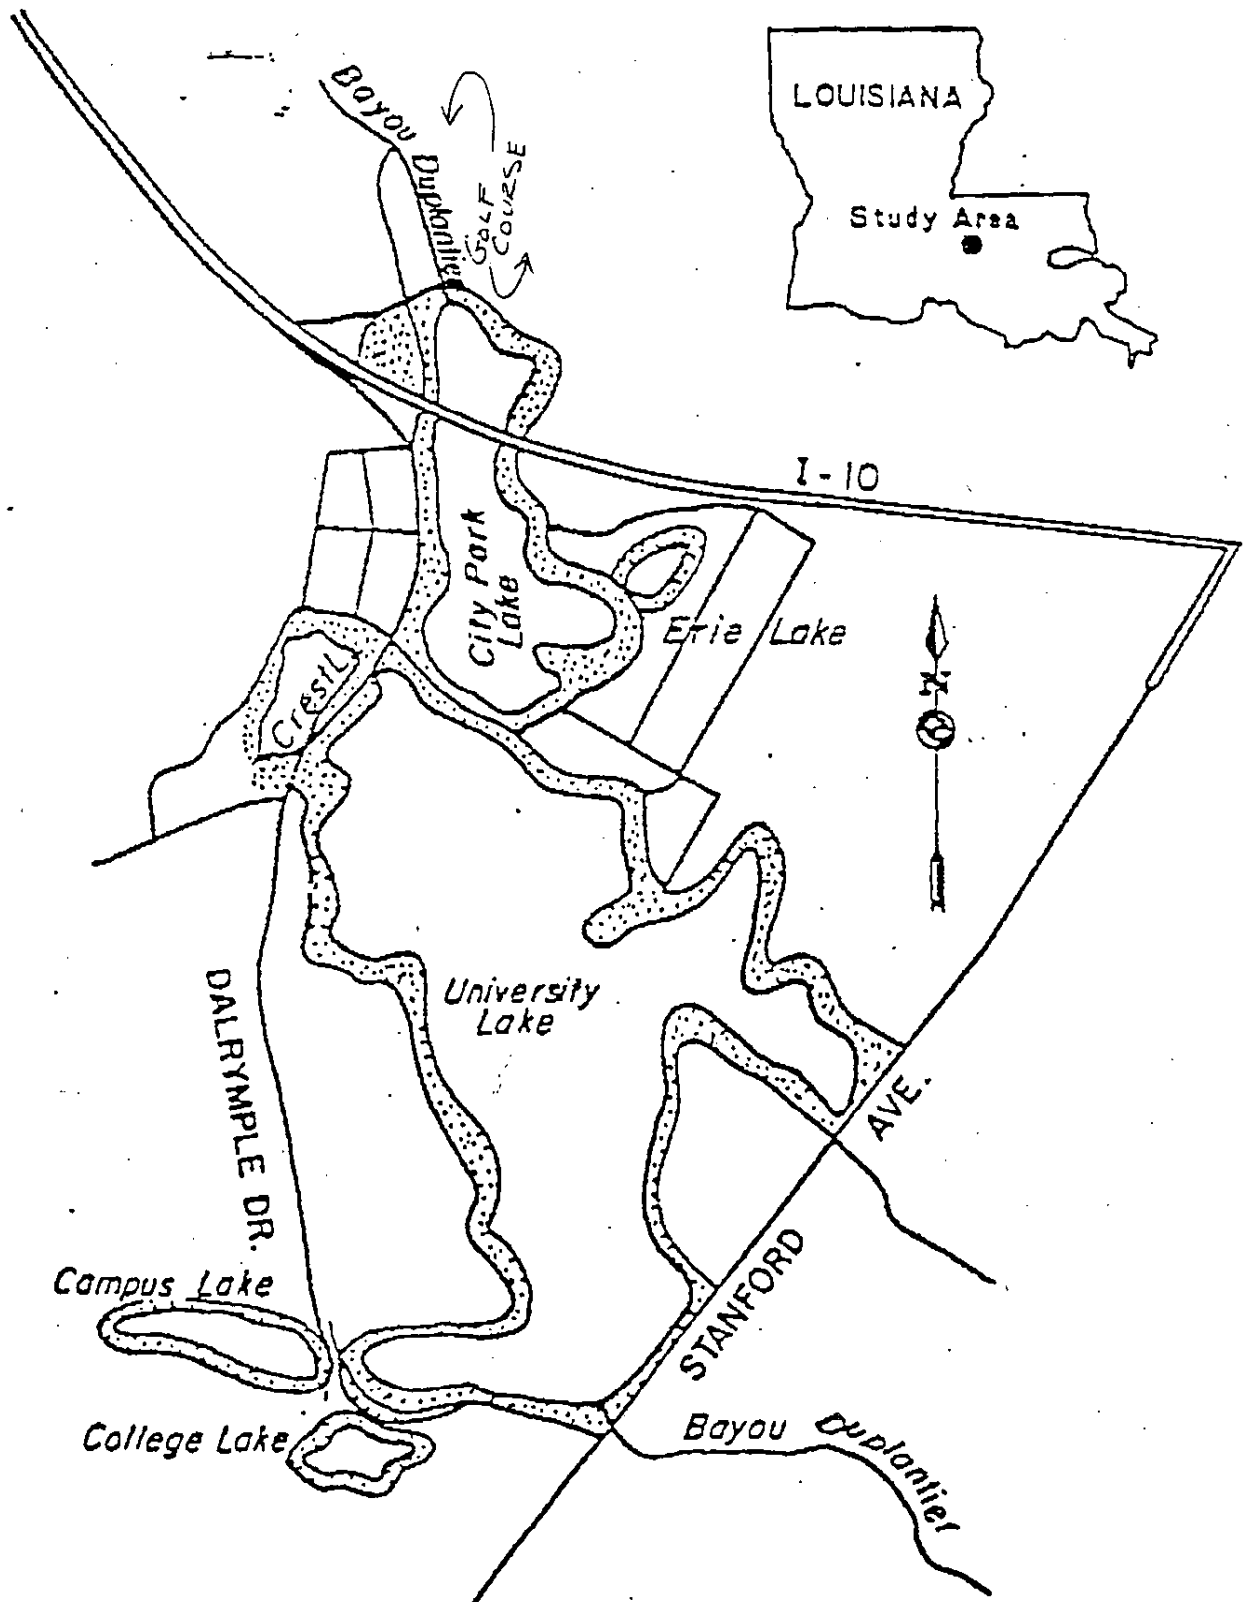 LOUISIANA
Study Area
Bayou Duplantier
GOLF
COURSE
I-10
City Park
Lake
Erie Lake
Crest L.
N
University
Lake
DALRYMPLE DR.
STANFORD AVE.
Campus Lake
College Lake
Bayou Duplantier